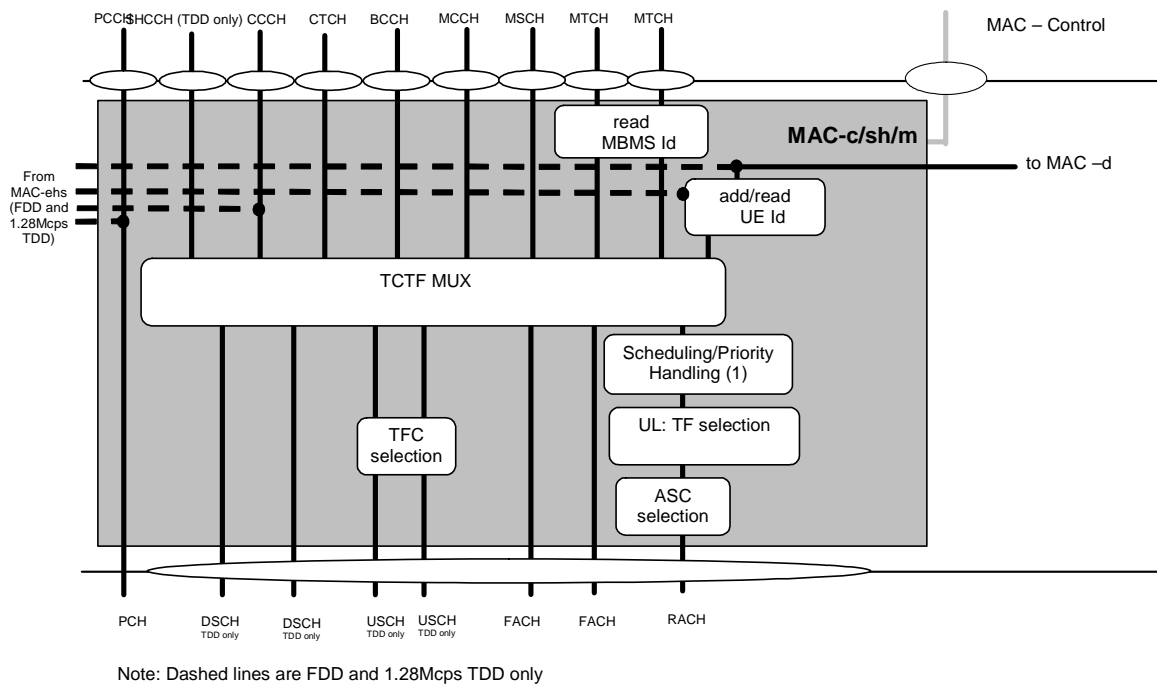 PCCH SHCCH (TDD only) CCCH CTCH BCCH MCCH MSCH MTCH MTCH
MAC – Control
read
MBMS Id
MAC-c/sh/m
From
MAC-ehs
(FDD and
1.28Mcps
TDD)
to MAC –d
add/read
UE Id
TCTF MUX
Scheduling/Priority
Handling (1)
UL: TF selection
TFC
selection
ASC
selection
PCH DSCH DSCH USCH USCH FACH FACH RACH
TDD only TDD only TDD only TDD only
Note: Dashed lines are FDD and 1.28Mcps TDD only